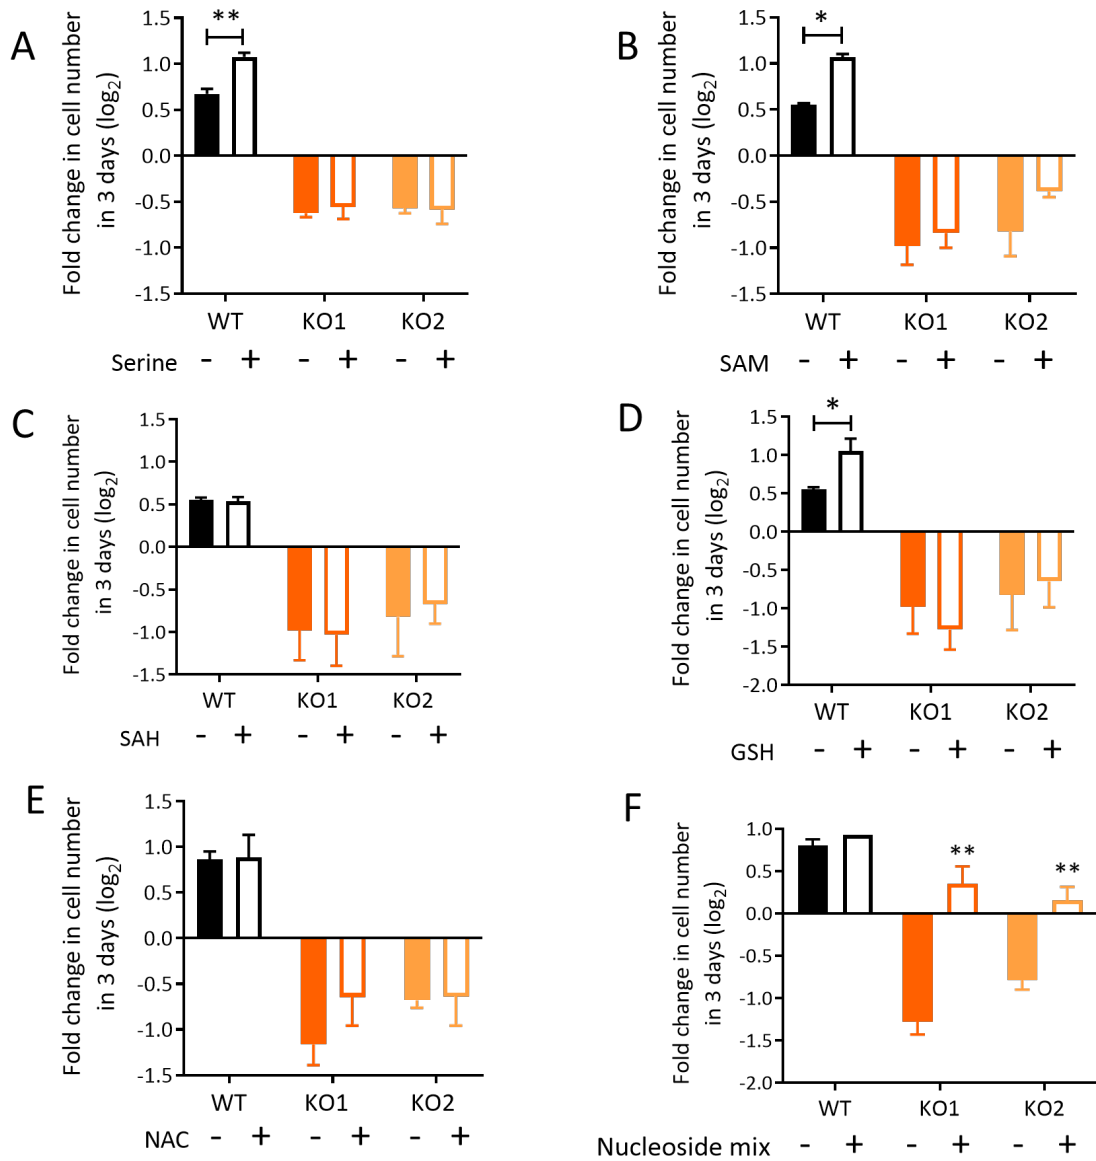 A
**
Fold change in cell number
in 3 days (log2)
1.5
1.0
0.5
0.0
-0.5
-1.0
-1.5
WT KO1 KO2
Serine - + - + - +
B
*
Fold change in cell number
in 3 days (log2)
1.5
1.0
0.5
0.0
-0.5
-1.0
-1.5
WT KO1 KO2
SAM - + - + - +
C
Fold change in cell number
in 3 days (log2)
1.5
1.0
0.5
0.0
-0.5
-1.0
-1.5
WT KO1 KO2
SAH - + - + - +
D
*
Fold change in cell number
in 3 days (log2)
1.5
1.0
0.5
0.0
-0.5
-1.0
-1.5
-2.0
WT KO1 KO2
GSH - + - + - +
E
Fold change in cell number
in 3 days (log2)
1.5
1.0
0.5
0.0
-0.5
-1.0
-1.5
WT KO1 KO2
NAC - + - + - +
F
** **
Fold change in cell number
in 3 days (log2)
1.0
0.5
0.0
-0.5
-1.0
-1.5
-2.0
WT KO1 KO2
Nucleoside mix - + - + - +